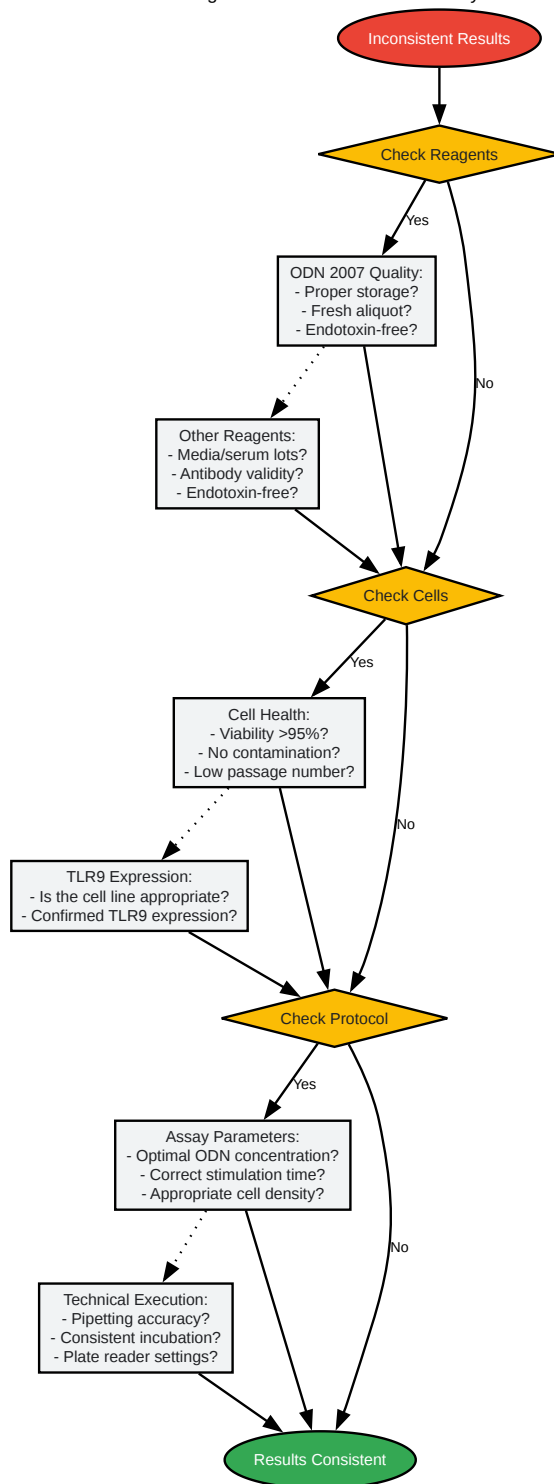 Inconsistent Results
Check Reagents
Yes
ODN 2007 Quality:
- Proper storage?
- Fresh aliquot?
- Endotoxin-free?
No
Other Reagents:
- Media/serum lots?
- Antibody validity?
- Endotoxin-free?
Check Cells
Yes
Cell Health:
- Viability >95%?
- No contamination?
- Low passage number?
No
TLR9 Expression:
- Is the cell line appropriate?
- Confirmed TLR9 expression?
Check Protocol
Yes
Assay Parameters:
- Optimal ODN concentration?
- Correct stimulation time?
- Appropriate cell density?
No
Technical Execution:
- Pipetting accuracy?
- Consistent incubation?
- Plate reader settings?
Results Consistent